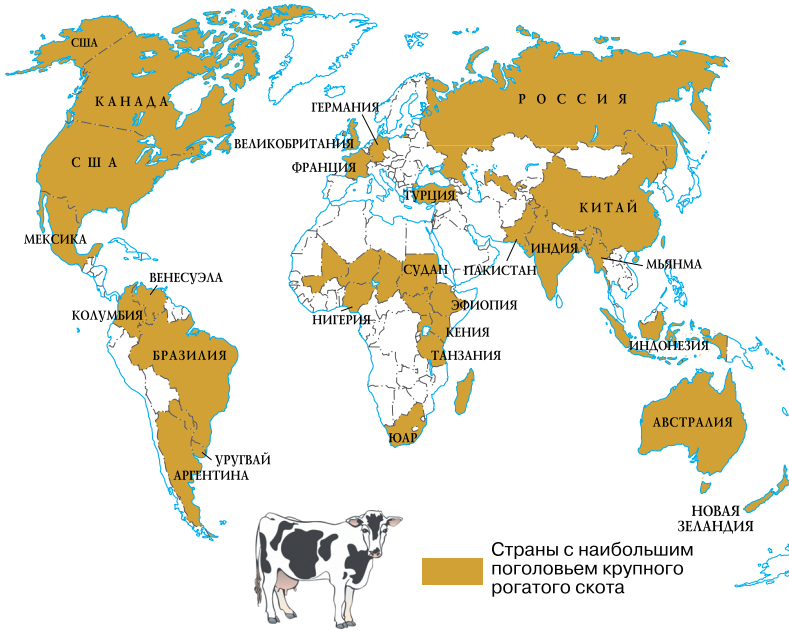 США
КАНАДА
РОССИЯ
ГЕРМАНИЯ
ВЕЛИКОБРИТАНИЯ
США
ФРАНЦИЯ
ТУРЦИЯ
КИТАЙ
МЕКСИКА
ИНДИЯ
СУДАН
ПАКИСТАН
МЬЯНМА
ВЕНЕСУЭЛА
ЭФИОПИЯ
КОЛУМБИЯ
НИГЕРИЯ
КЕНИЯ
ИНДОНЕЗИЯ
БРАЗИЛИЯ
ТАНЗАНИЯ
АВСТРАЛИЯ
ЮАР
УРУГВАЙ
АРГЕНТИНА
НОВАЯ
ЗЕЛАНДИЯ
Страны с наибольшим
поголовьем крупного
рогатого скота